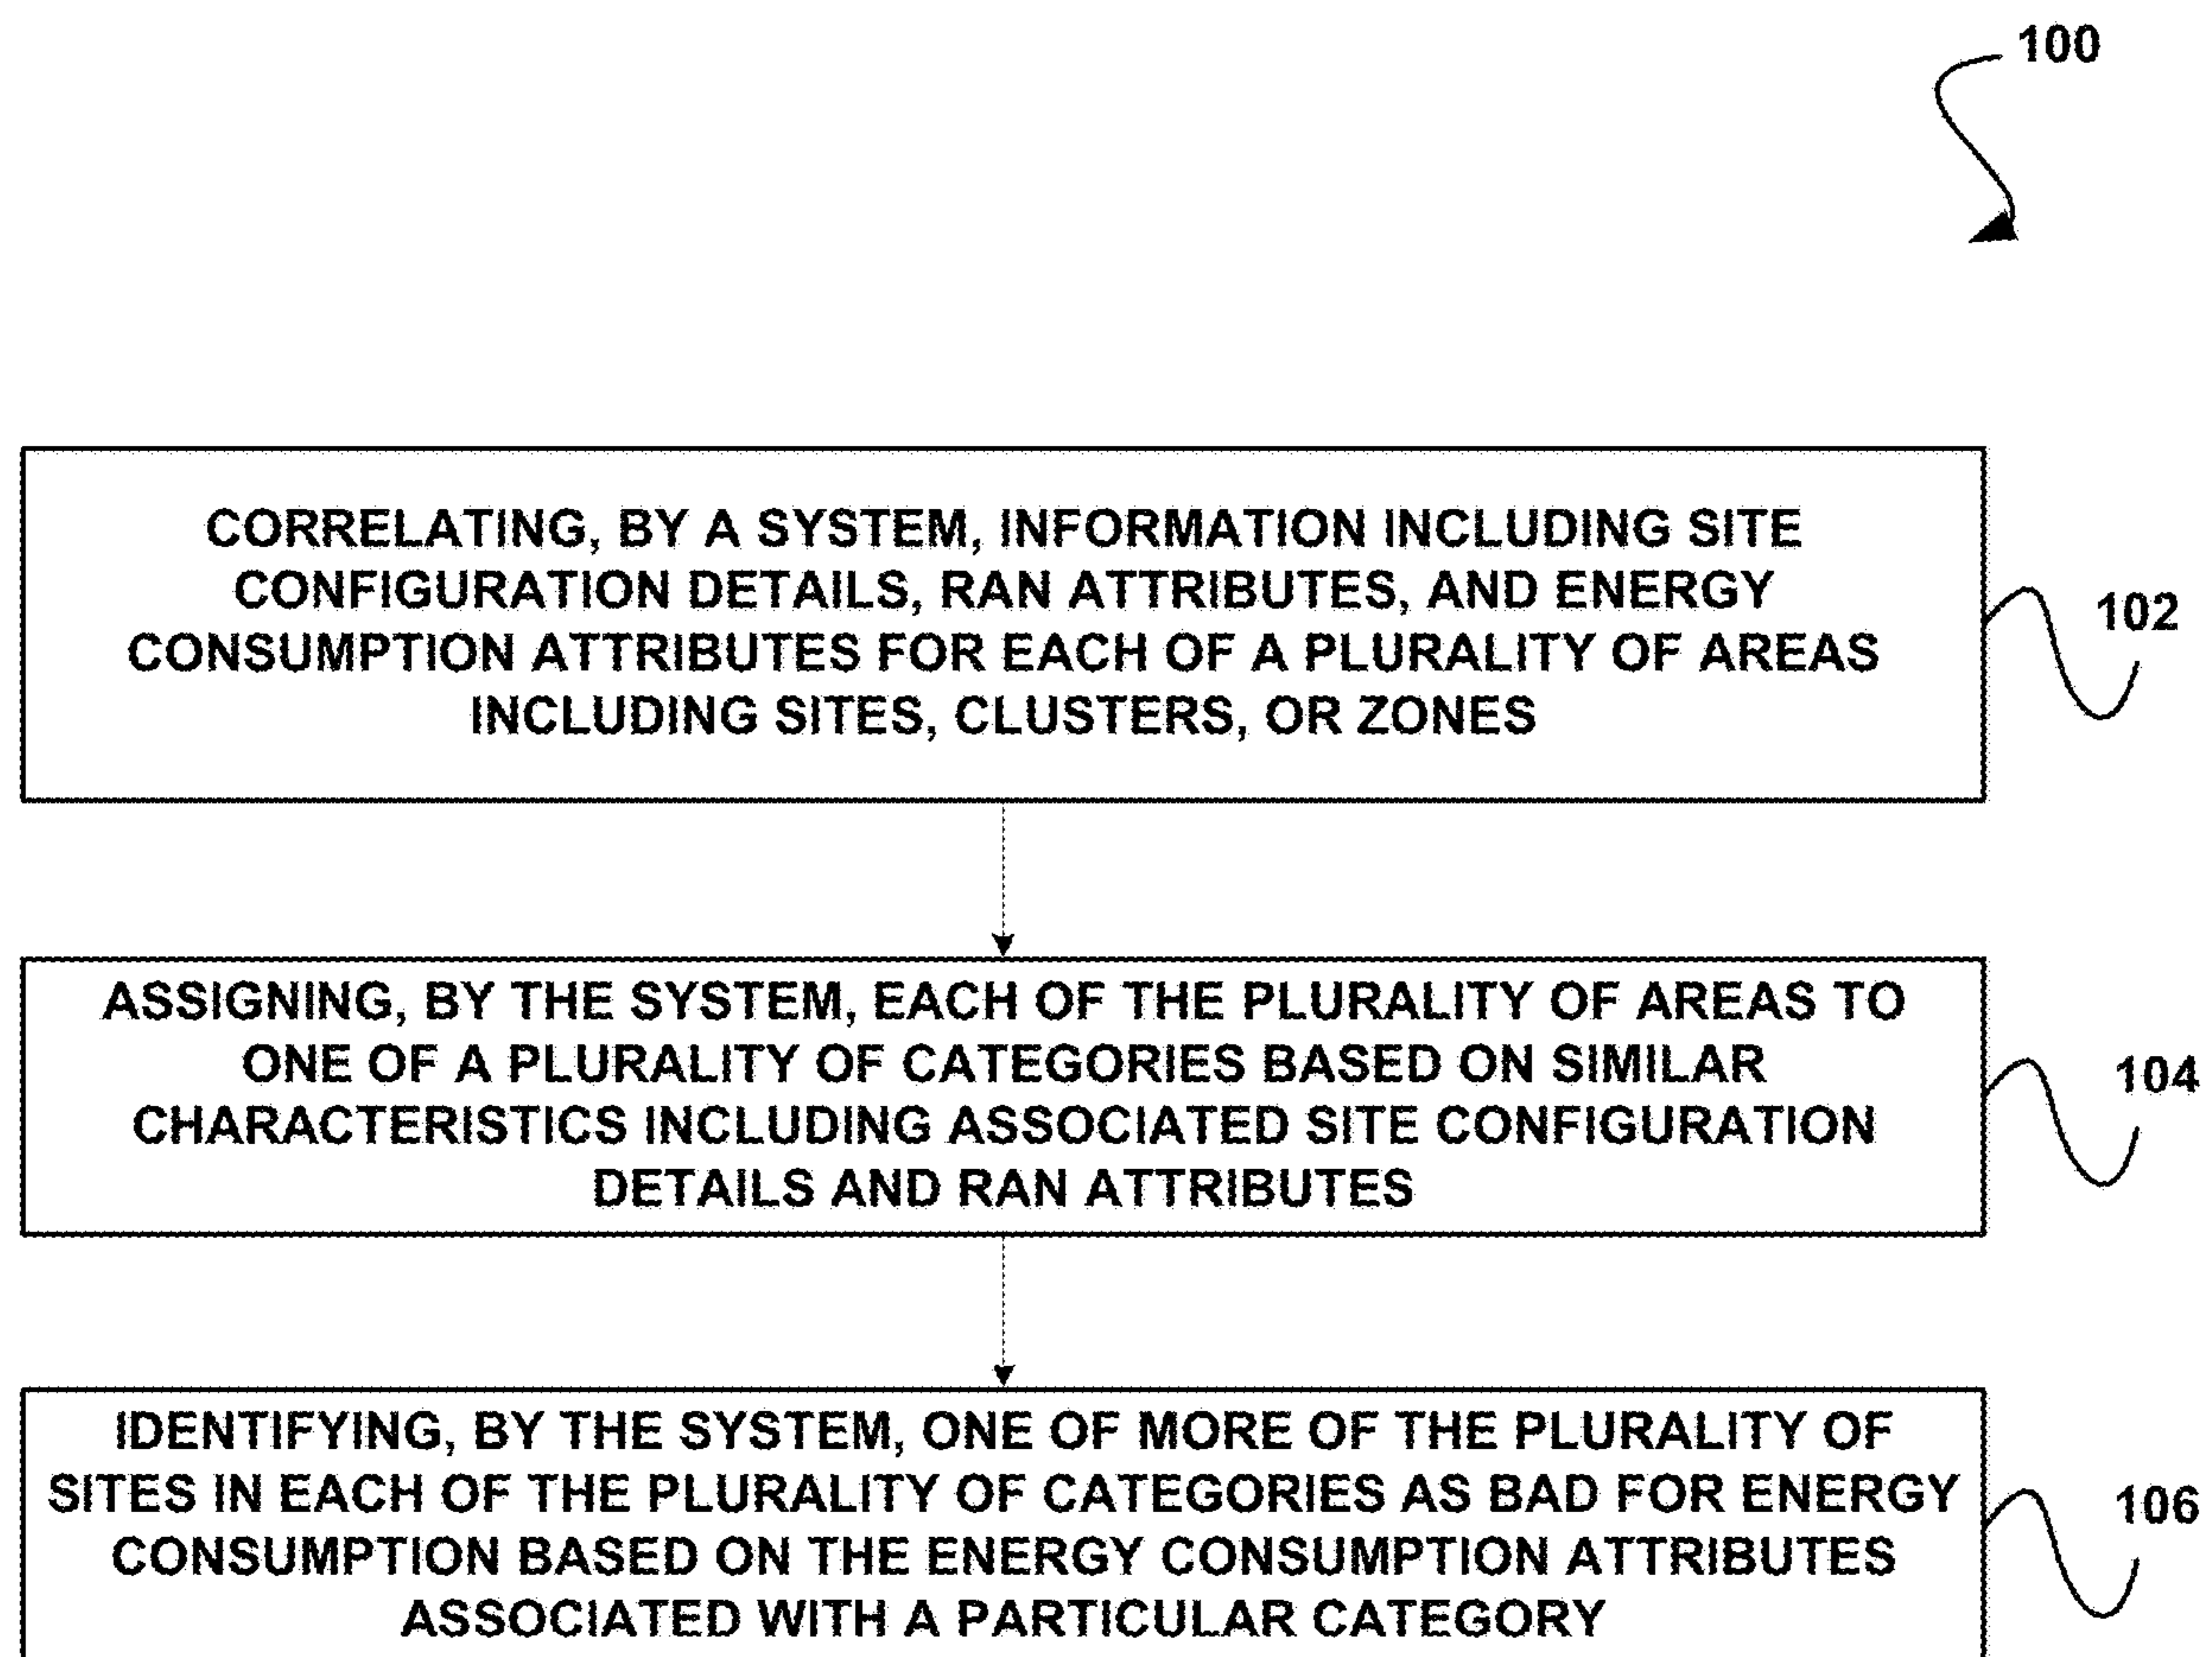 100
CORRELATING, BY A SYSTEM, INFORMATION INCLUDING SITE
CONFIGURATION DETAILS, RAN ATTRIBUTES, AND ENERGY
CONSUMPTION ATTRIBUTES FOR EACH OF A PLURALITY OF AREAS
INCLUDING SITES, CLUSTERS, OR ZONES
102
ASSIGNING, BY THE SYSTEM, EACH OF THE PLURALITY OF AREAS TO
ONE OF A PLURALITY OF CATEGORIES BASED ON SIMILAR
CHARACTERISTICS INCLUDING ASSOCIATED SITE CONFIGURATION
DETAILS AND RAN ATTRIBUTES
104
IDENTIFYING, BY THE SYSTEM, ONE OF MORE OF THE PLURALITY OF
SITES IN EACH OF THE PLURALITY OF CATEGORIES AS BAD FOR ENERGY
CONSUMPTION BASED ON THE ENERGY CONSUMPTION ATTRIBUTES
ASSOCIATED WITH A PARTICULAR CATEGORY
106